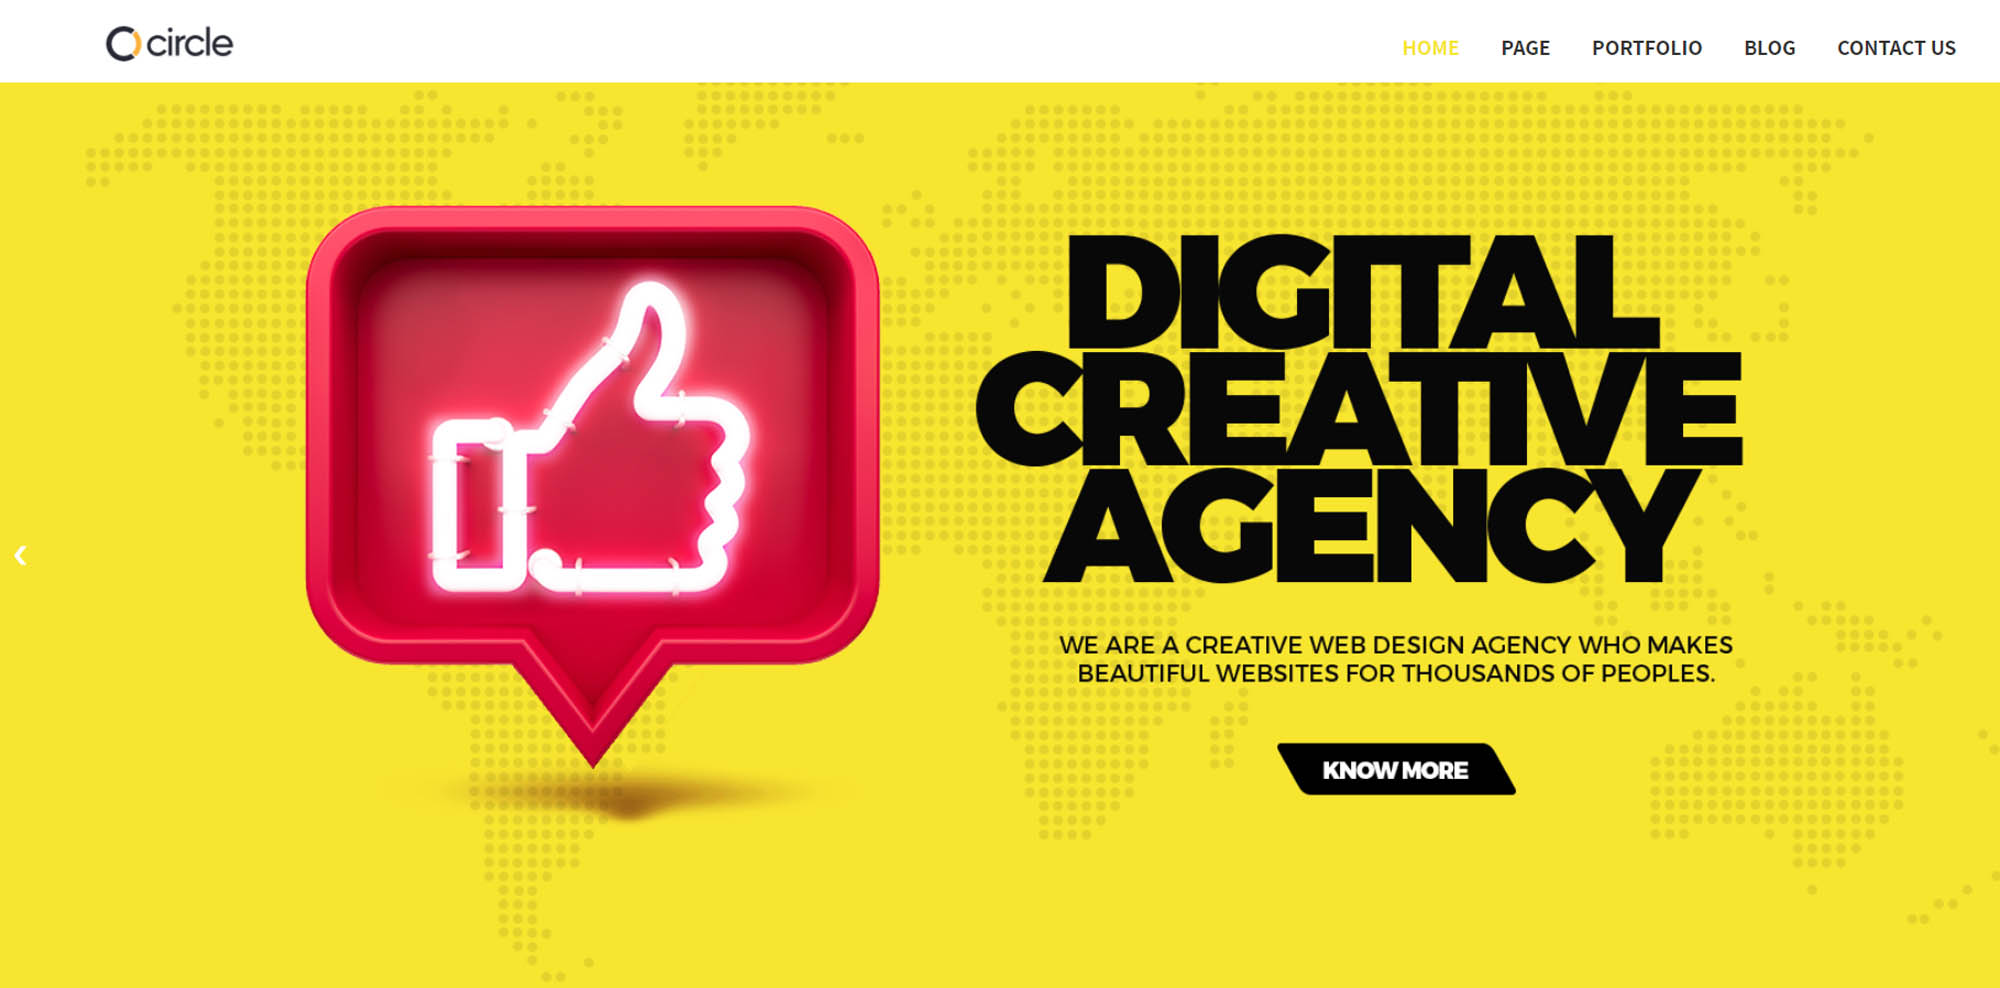 circle
HOME PAGE PORTFOLIO BLOG CONTACT US
DIGITAL
CREATIVE
AGENCY
WE ARE A CREATIVE WEB DESIGN AGENCY WHO MAKES
BEAUTIFUL WEBSITES FOR THOUSANDS OF PEOPLES.
KNOW MORE